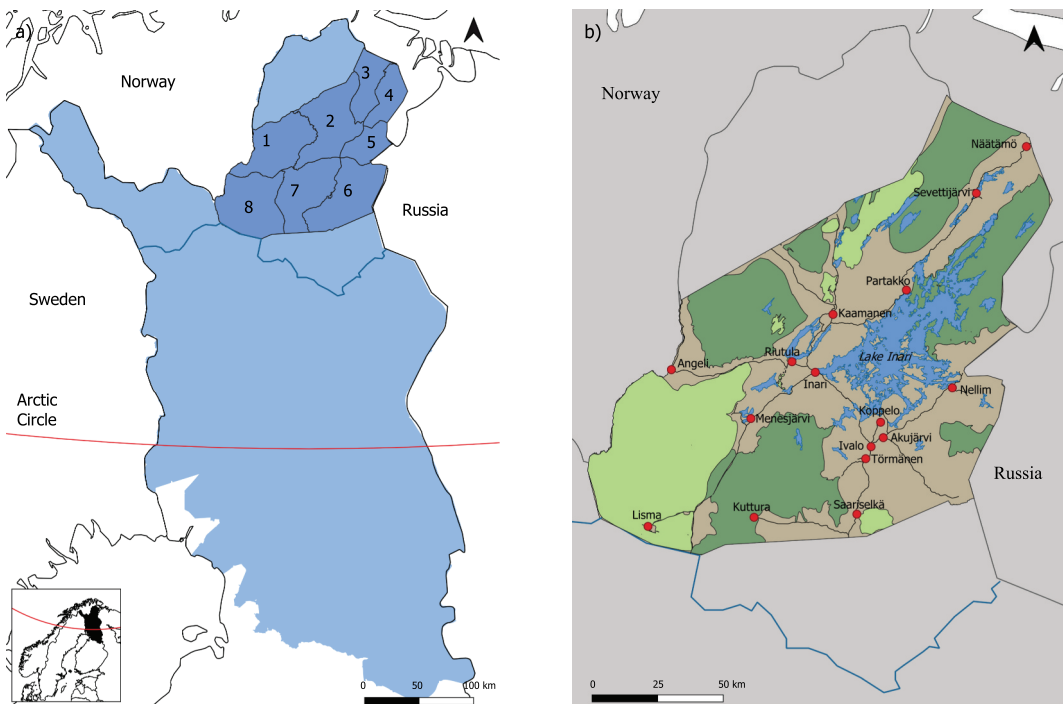 a)
Norway
3
4
2
1
5
7
6
8
Russia
Sweden
Arctic
Circle
0
50
100 km
b)
Norway
Näätämö
Sevettijärvi
Partakko
Kaamanen
Lake Inari
Riutula
Angeli
Inari
Nellim
Koppelo
Menesjärvi
Akujärvi
Ivalo
Törmänen
Russia
Saariselkä
Kuttura
Lisma
0
25
50 km